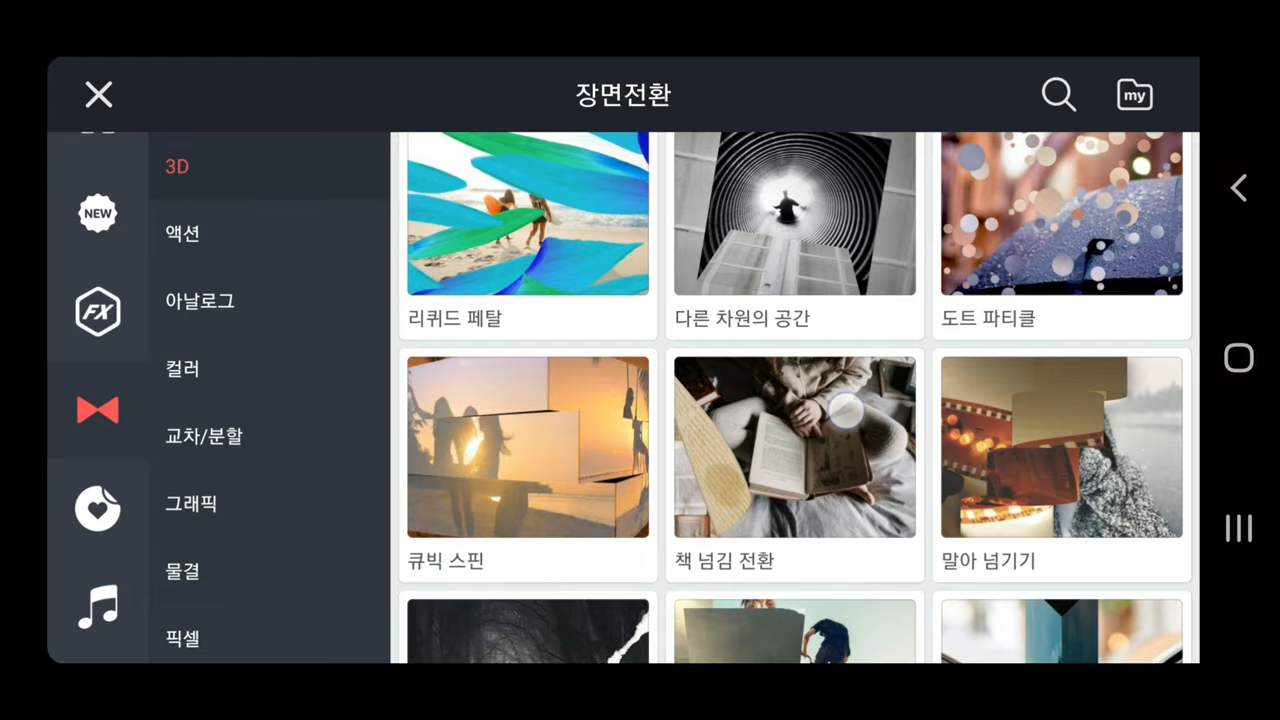 장면전환
my
3D
NEW
액션
아날로그
FX
컬러
교차/분할
그래픽
물결
픽셀
리퀴드 페탈
다른 차원의 공간
도트 파티클
큐빅 스핀
책 넘김 전환
말아 넘기기